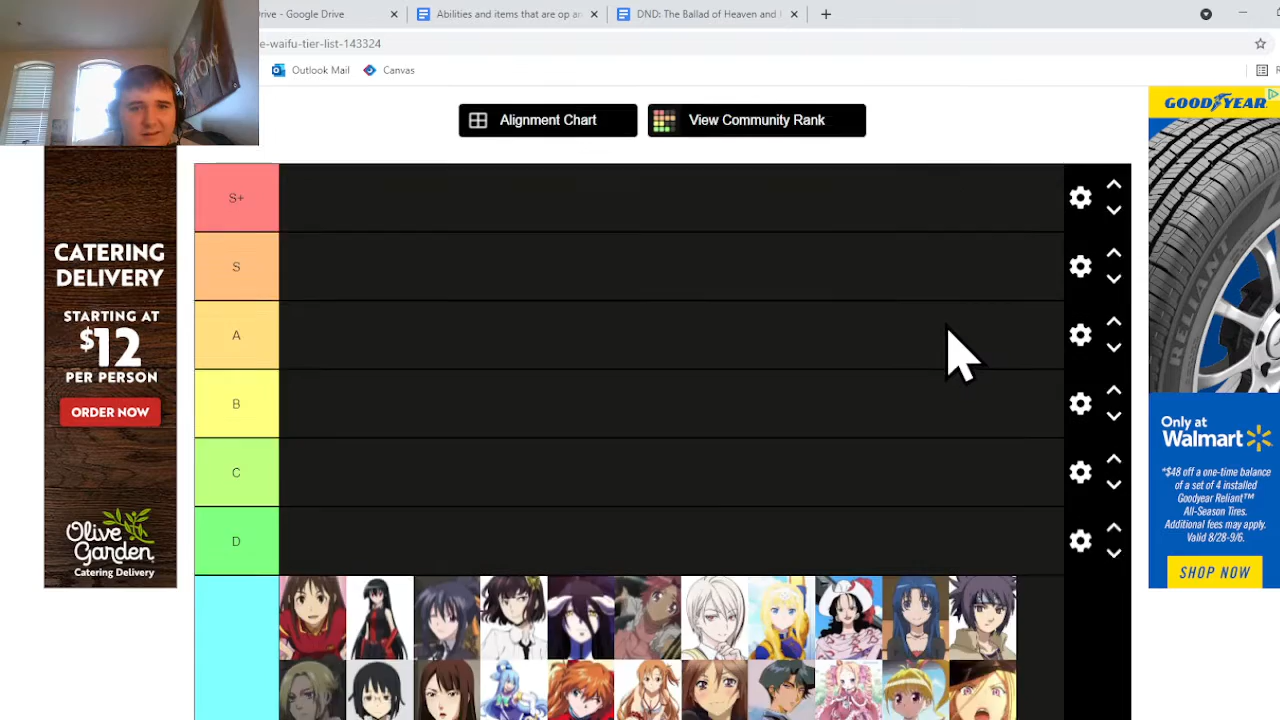 rive - Google Drive
Abilities and items that are op an
DND: The Ballad of Heaven and
e-waifu-tier-list-143324
Outlook Mail
Canvas
Alignment Chart
View Community Rank
S+
S
A
B
C
D
CATERING
DELIVERY
STARTING AT
$12
PER PERSON
ORDER NOW
Olive
Garden
Catering Delivery
GOODYEAR
RELIANT
Only at
Walmart
*$48 off a one-time balance
of a set of 4 installed
Goodyear Reliant™
All-Season Tires.
Additional fees may apply.
Valid 8/28-9/6.
SHOP NOW